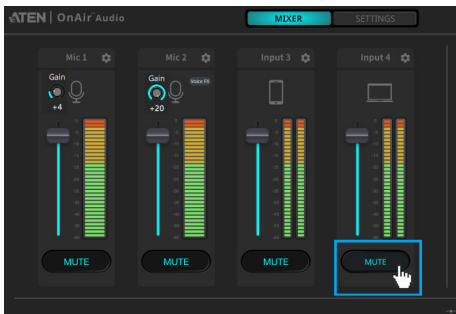 ATEN | OnAir Audio
MIXER
SETTINGS
Mic 1
Mic 2
Input 3
Input 4
Gain
+4
Gain
Voice FX
+20
MUTE
MUTE
MUTE
MUTE